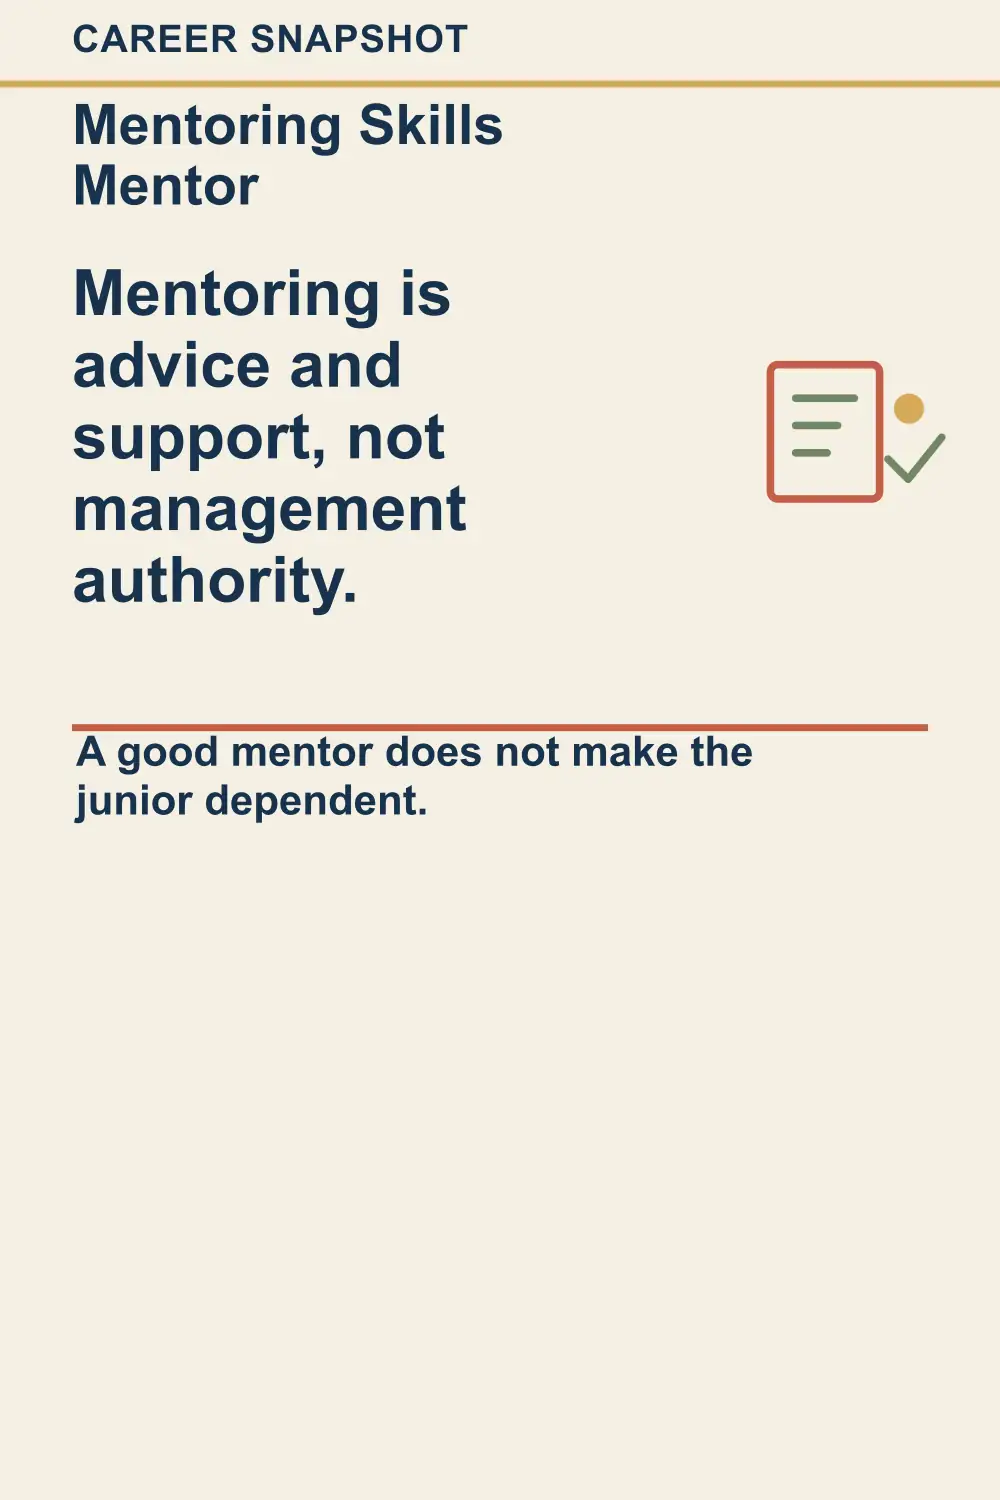 CAREER SNAPSHOT
Mentoring Skills
Mentor
Mentoring is
advice and
support, not
management
authority.
A good mentor does not make the
junior dependent.